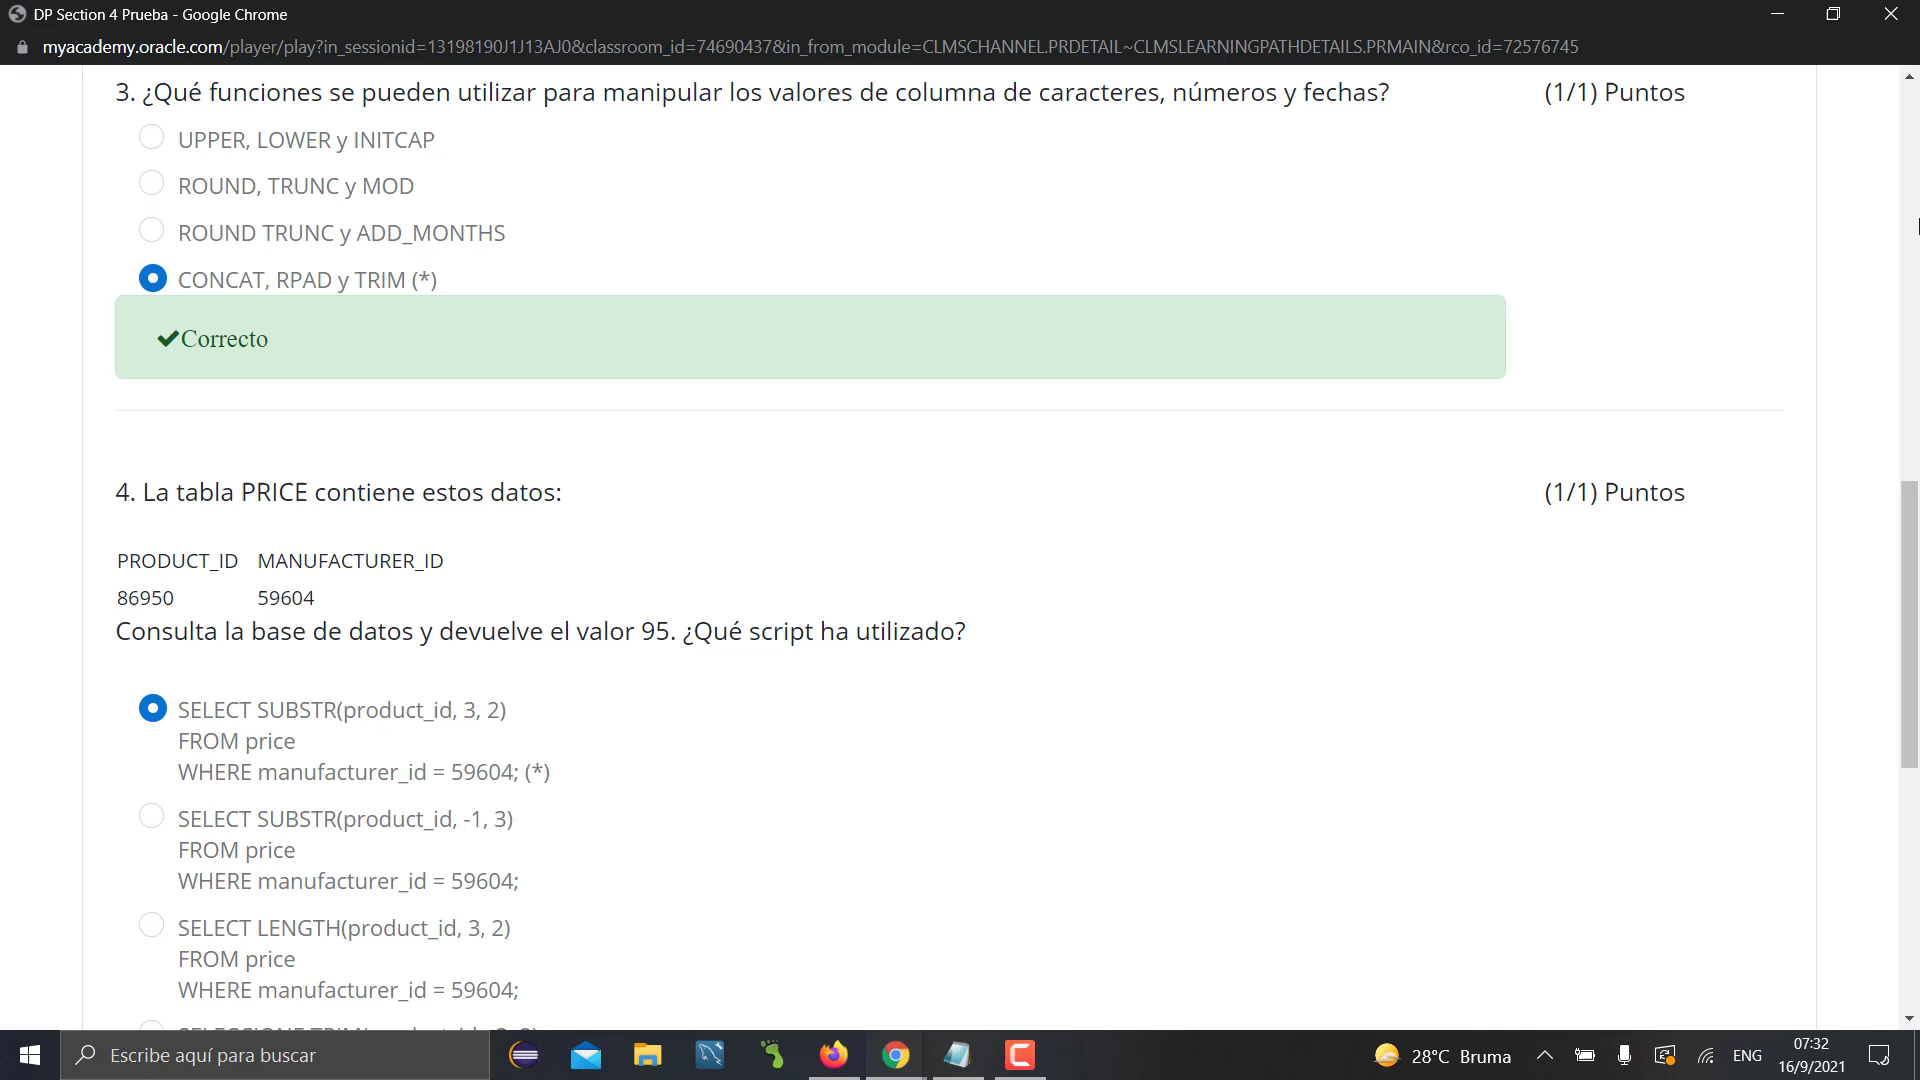 DP Section 4 Prueba - Google Chrome
myacademy.oracle.com/player/play?in_sessionid=13198190J1J13AJ0&classroom_id=74690437&in_from_module=CLMSCHANNEL.PRDETAIL~CLMSLEARNINGPATHDETAILS.PRMAIN&rco_id=72576745
3. ¿Qué funciones se pueden utilizar para manipular los valores de columna de caracteres, números y fechas? (1/1) Puntos
UPPER, LOWER y INITCAP
ROUND, TRUNC y MOD
ROUND TRUNC y ADD_MONTHS
CONCAT, RPAD y TRIM (*)
Correcto
4. La tabla PRICE contiene estos datos: (1/1) Puntos
PRODUCT_ID MANUFACTURER_ID
86950 59604
Consulta la base de datos y devuelve el valor 95. ¿Qué script ha utilizado?
SELECT SUBSTR(product_id, 3, 2)
FROM price
WHERE manufacturer_id = 59604; (*)
SELECT SUBSTR(product_id, -1, 3)
FROM price
WHERE manufacturer_id = 59604;
SELECT LENGTH(product_id, 3, 2)
FROM price
WHERE manufacturer_id = 59604;
Escribe aquí para buscar
28°C Bruma
ENG
07:32
16/9/2021